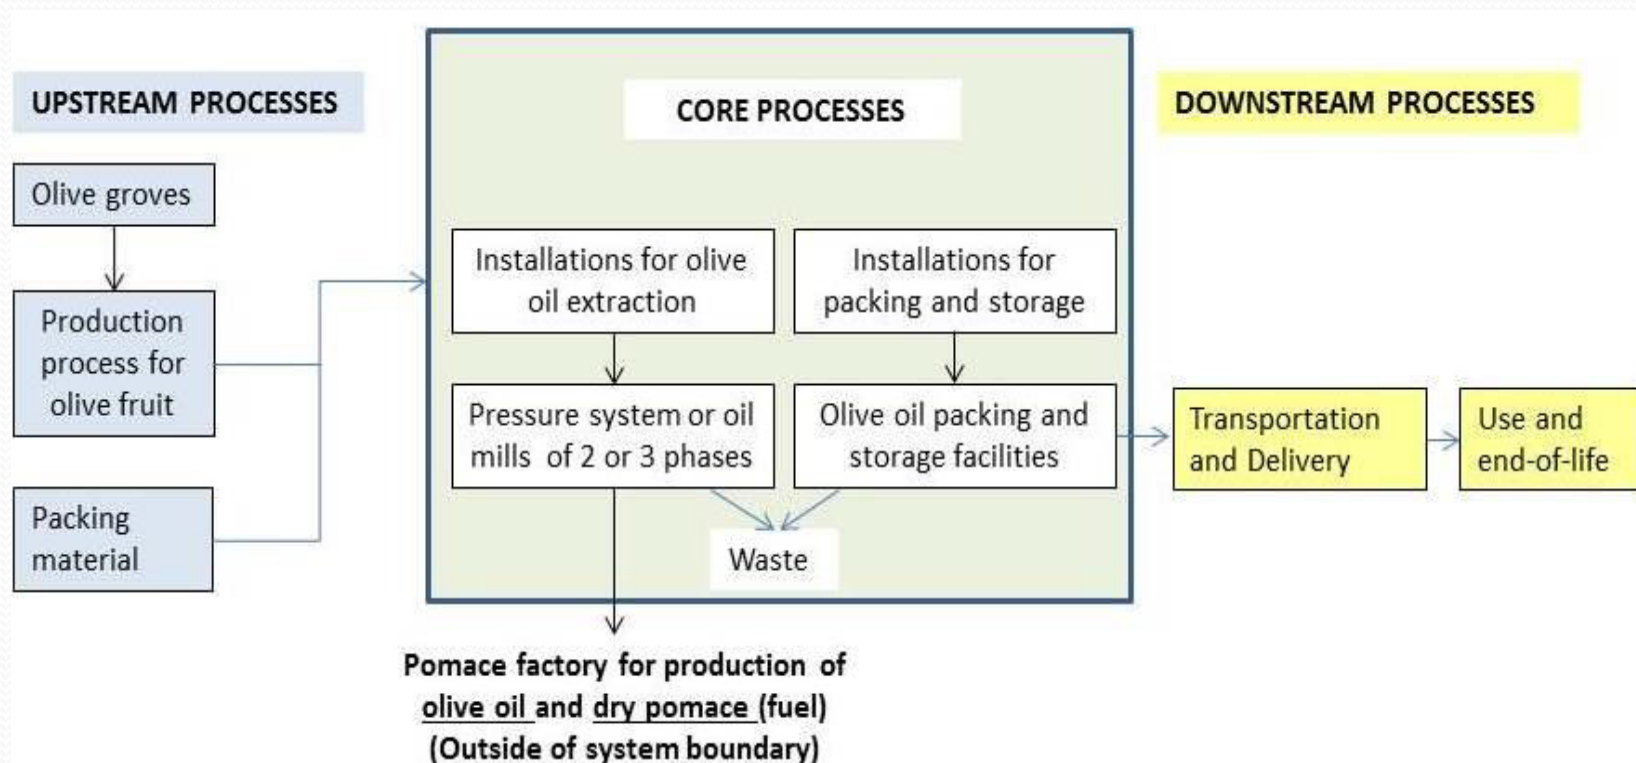 UPSTREAM PROCESSES
Olive groves
Production
process for
olive fruit
Packing
material
CORE PROCESSES
Installations for olive
oil extraction
Installations for
packing and storage
Pressure system or oil
mills of 2 or 3 phases
Olive oil packing and
storage facilities
Waste
Pomace factory for production of
olive oil and dry pomace (fuel)
(Outside of system boundary)
DOWNSTREAM PROCESSES
Transportation
and Delivery
Use and
end-of-life